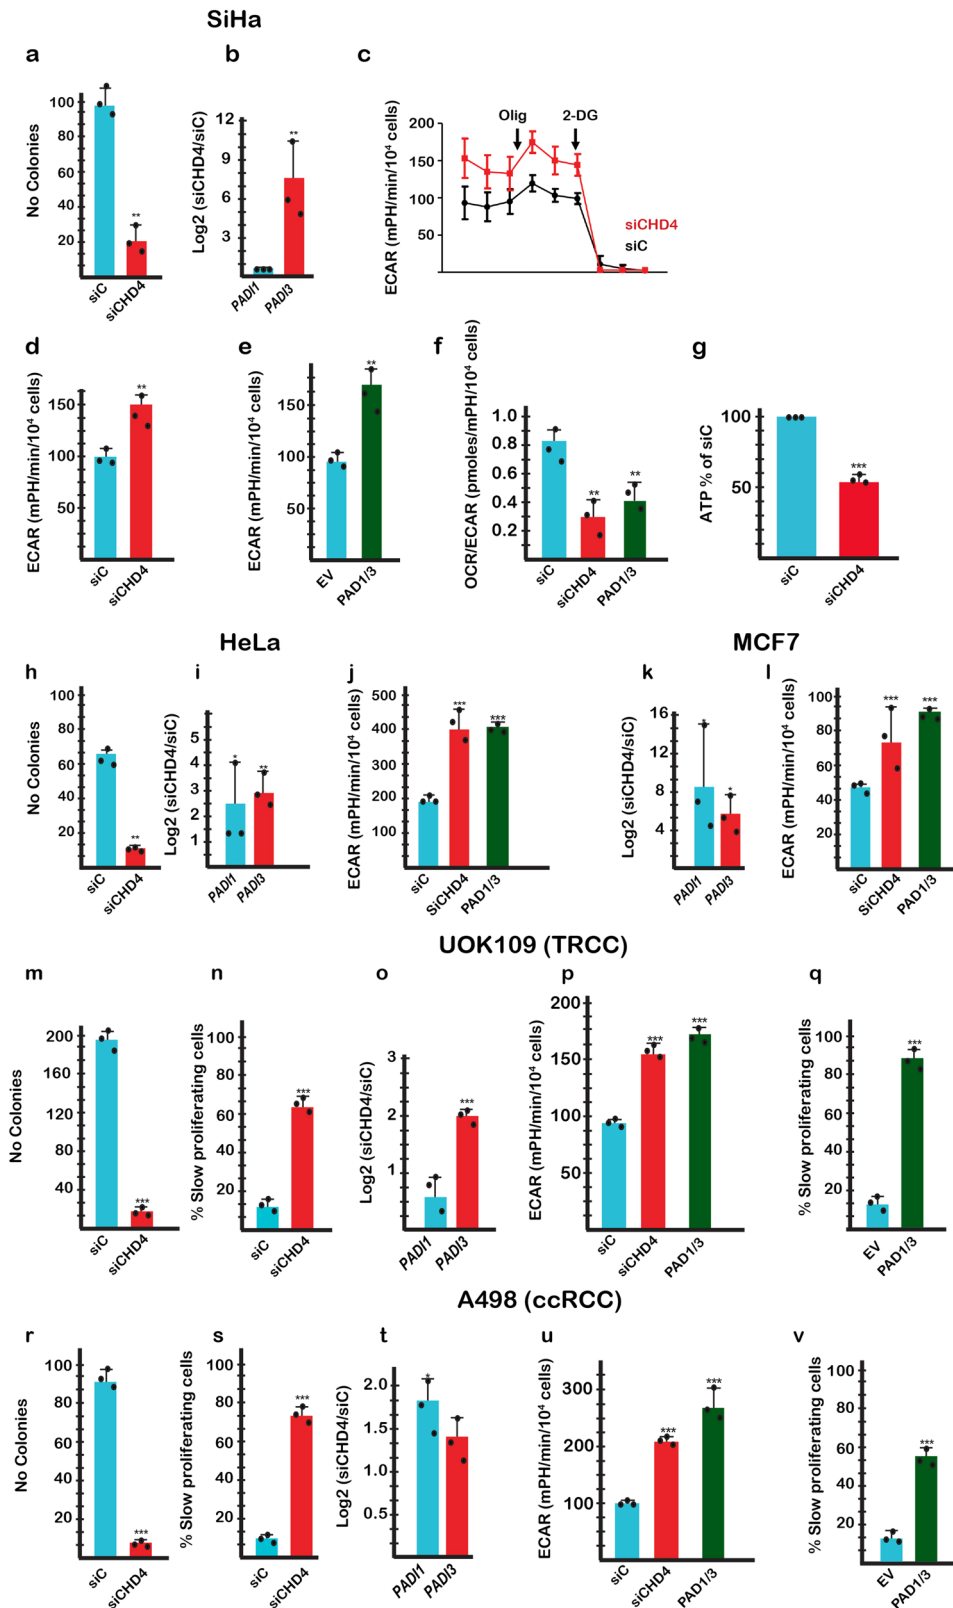 SiHa
a
No Colonies
100
80
60
40
20
**
siC
siCHD4
b
Log2 (siCHD4/siC)
12
9
6
3
**
PADI1
PADI3
c
ECAR (mPH/min/10⁴ cells)
200
150
100
50
Olig
2-DG
siCHD4
siC
d
ECAR (mPH/min/10⁴ cells)
150
100
50
**
siC
siCHD4
e
ECAR (mPH/min/10⁴ cells)
150
100
50
**
EV
PAD1/3
f
OCR/ECAR (pmoles/mPH/10⁴ cells)
1.0
0.8
0.6
0.4
0.2
**
**
siC
siCHD4
PAD1/3
g
ATP % of siC
100
50
***
siC
siCHD4
HeLa
MCF7
h
No Colonies
100
80
60
40
20
**
siC
siCHD4
i
Log2 (siCHD4/siC)
5
4
3
2
1
*
**
PADI1
PADI3
j
ECAR (mPH/min/10⁴ cells)
500
400
300
200
100
***
***
siC
SiCHD4
PAD1/3
k
Log2 (siCHD4/siC)
16
12
8
4
*
*
PADI1
PADI3
l
ECAR (mPH/min/10⁴ cells)
100
80
60
40
20
***
***
siC
SiCHD4
PAD1/3
UOK109 (TRCC)
m
No Colonies
200
160
120
80
40
***
siC
siCHD4
n
% Slow proliferating cells
100
80
60
40
20
***
siC
siCHD4
o
Log2 (siCHD4/siC)
3
2
1
***
PADI1
PADI3
p
ECAR (mPH/min/10⁴ cells)
200
150
100
50
***
***
siC
siCHD4
PAD1/3
q
% Slow proliferating cells
100
80
60
40
20
***
EV
PAD1/3
A498 (ccRCC)
r
No Colonies
100
80
60
40
20
***
siC
siCHD4
s
% Slow proliferating cells
100
80
60
40
20
***
siC
siCHD4
t
Log2 (siCHD4/siC)
2.0
1.5
1.0
0.5
*
PADI1
PADI3
u
ECAR (mPH/min/10⁴ cells)
300
200
100
***
***
siC
siCHD4
PAD1/3
v
% Slow proliferating cells
100
80
60
40
20
***
EV
PAD1/3